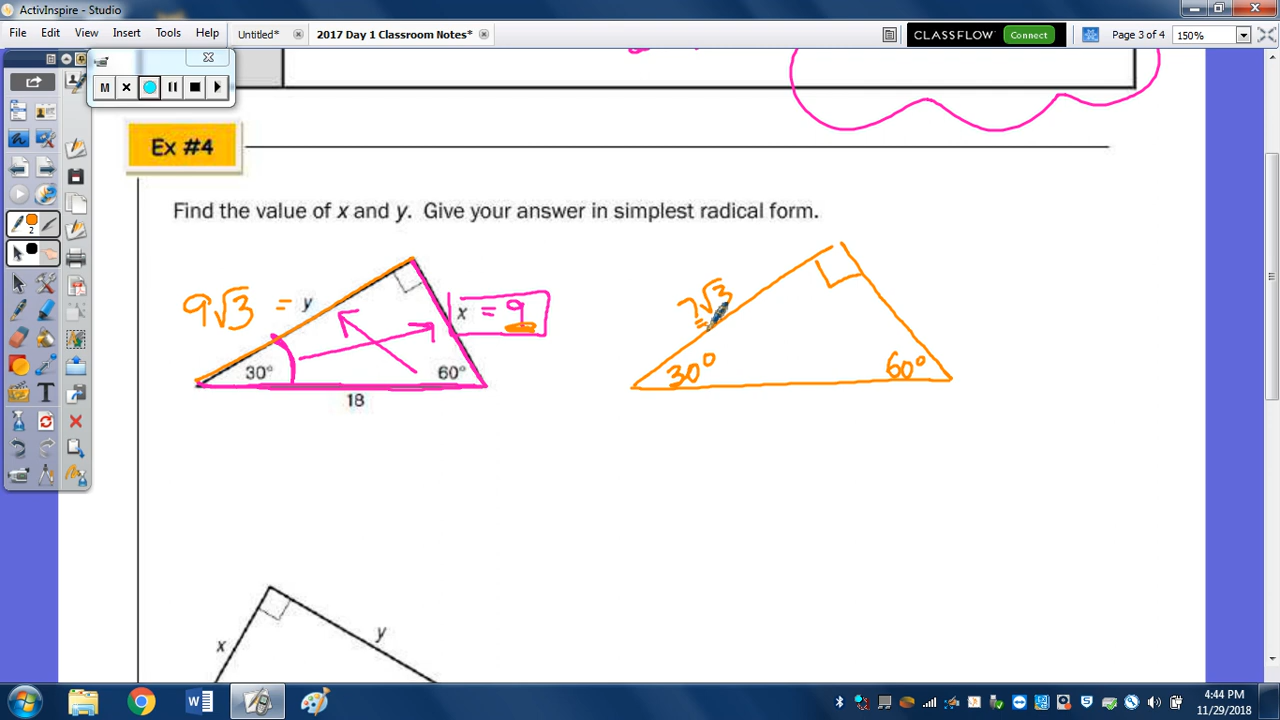 ActivInspire - Studio
File Edit View Insert Tools Help
Untitled*
2017 Day 1 Classroom Notes*
CLASSFLOW Connect
Page 3 of 4
150%
M
Ex #4
Find the value of x and y. Give your answer in simplest radical form.
9√3 = y
x = 9
30°
60°
18
7√3
30°
60°
2
T
x
y
W
4:44 PM
11/29/2018